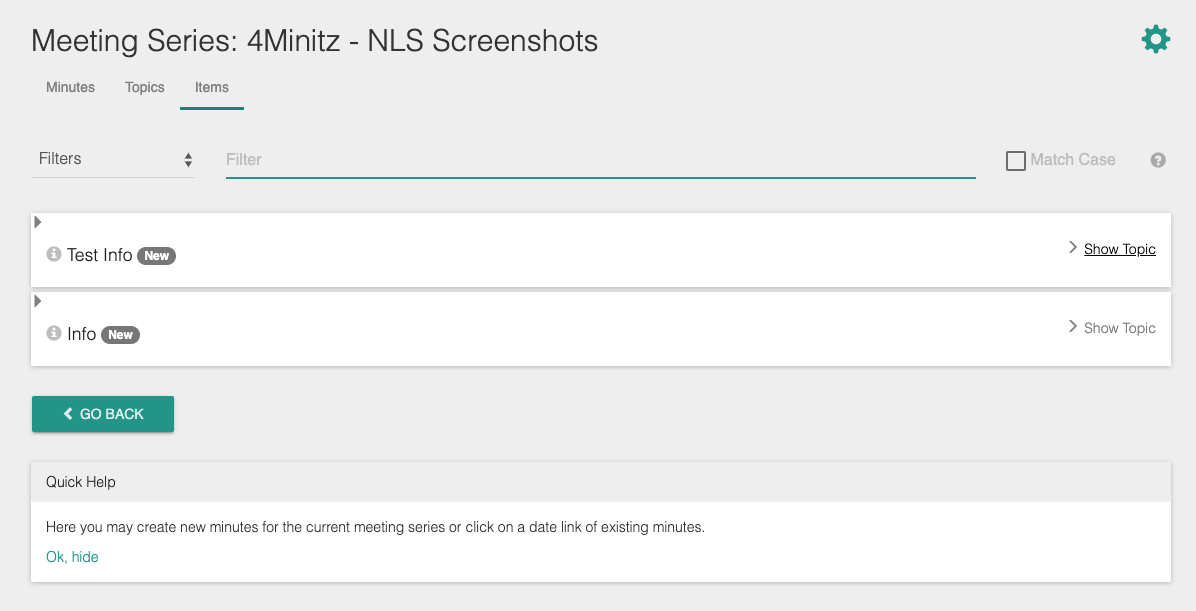 Meeting Series: 4Minitz - NLS Screenshots
Minutes Topics Items
Filters Filter Match Case
Test Info New Show Topic
Info New Show Topic
GO BACK
Quick Help
Here you may create new minutes for the current meeting series or click on a date link of existing minutes.
Ok, hide